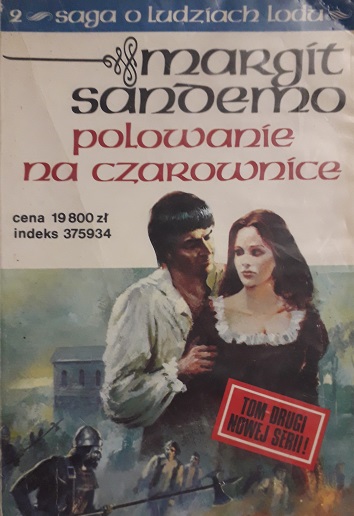 2 saga o ludziach lodu
margit
sandemo
polowanie
na czarownice
cena 19 800 zł
indeks 375934
TOM DRUGI
NOWEJ SERII!